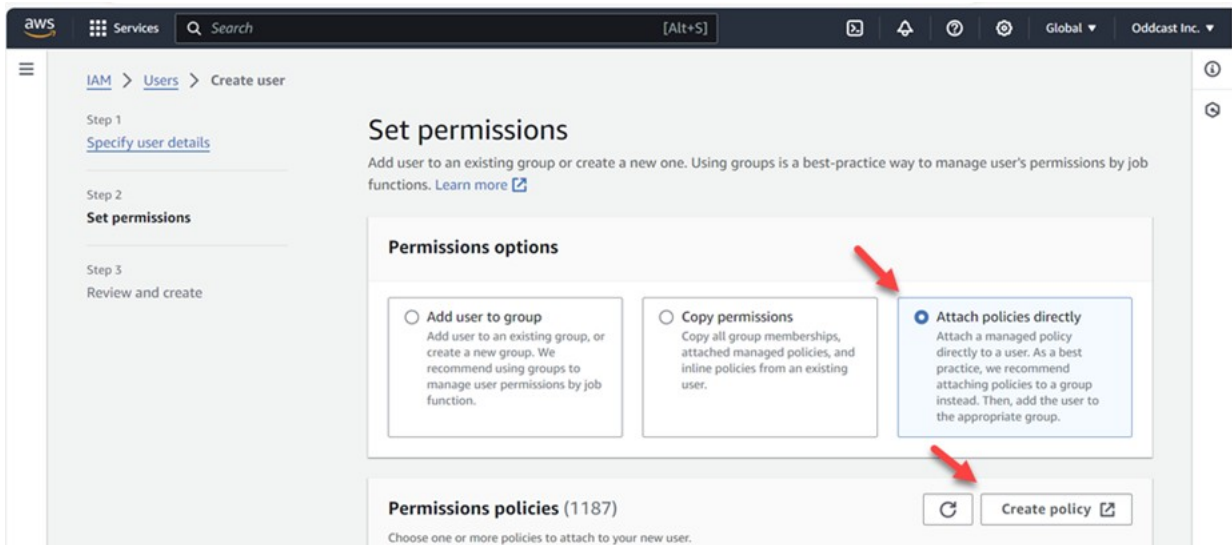 aws
Services
Search
[Alt+S]
Global
Oddcast Inc.
IAM > Users > Create user
Step 1
Specify user details
Step 2
Set permissions
Step 3
Review and create
Set permissions
Add user to an existing group or create a new one. Using groups is a best-practice way to manage user's permissions by job
functions. Learn more
Permissions options
Add user to group
Add user to an existing group, or
create a new group. We
recommend using groups to
manage user permissions by job
function.
Copy permissions
Copy all group memberships,
attached managed policies, and
inline policies from an existing
user.
Attach policies directly
Attach a managed policy
directly to a user. As a best
practice, we recommend
attaching policies to a group
instead. Then, add the user to
the appropriate group.
Permissions policies (1187)
Create policy
Choose one or more policies to attach to your new user.